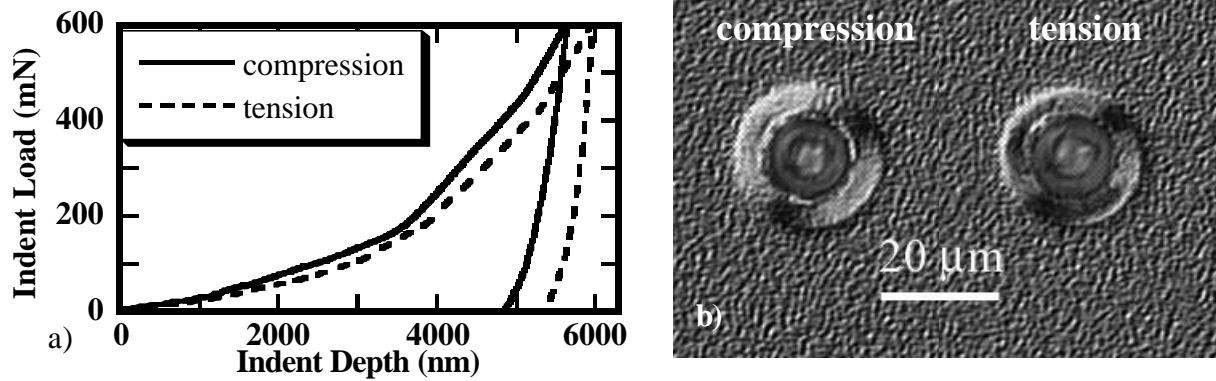 600
400
200
0
Indent Load (mN)
compression
tension
0
2000
4000
6000
Indent Depth (nm)
a)
compression
tension
20 µm
b)